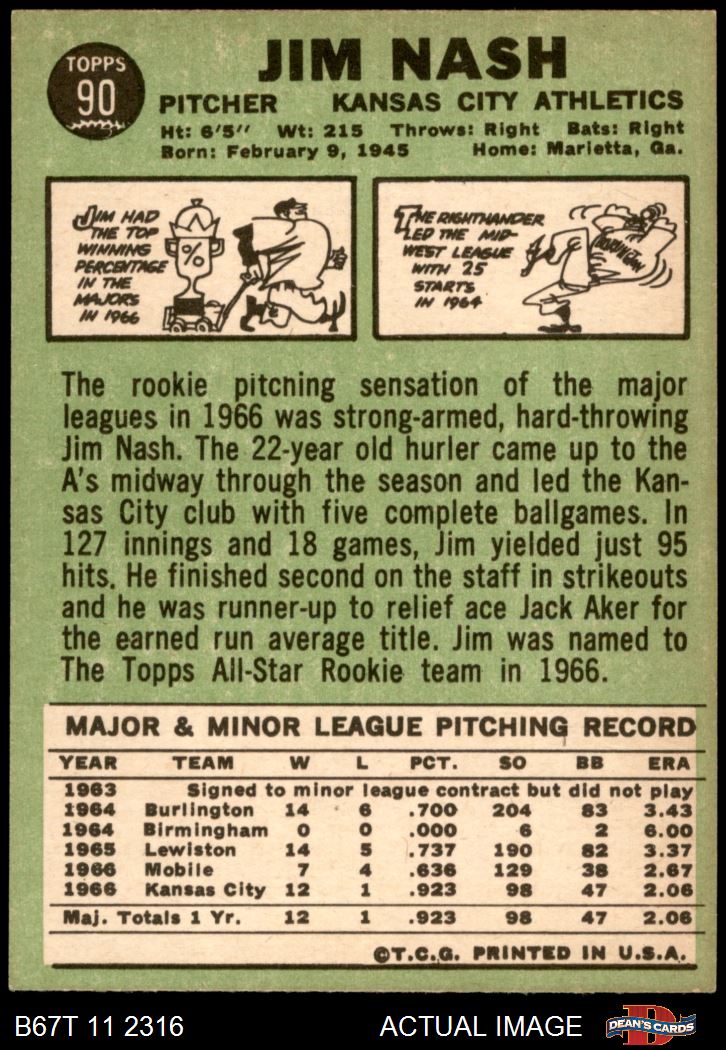 TOPPS
90
JIM NASH
PITCHER KANSAS CITY ATHLETICS
Ht: 6'5" Wt: 215 Throws: Right Bats: Right
Born: February 9, 1945 Home: Marietta, Ga.
JIM HAD
THE TOP
WINNING
PERCENTAGE
IN THE
MAJORS
IN 1966
%
THE RIGHTHANDER
LED THE MID-
WEST LEAGUE
WITH 25
STARTS
IN 1964
BURLINGTON
The rookie pitching sensation of the major
leagues in 1966 was strong-armed, hard-throwing
Jim Nash. The 22-year old hurler came up to the
A's midway through the season and led the Kan-
sas City club with five complete ballgames. In
127 innings and 18 games, Jim yielded just 95
hits. He finished second on the staff in strikeouts
and he was runner-up to relief ace Jack Aker for
the earned run average title. Jim was named to
The Topps All-Star Rookie team in 1966.
MAJOR & MINOR LEAGUE PITCHING RECORD
YEAR TEAM W L PCT. SO BB ERA
1963 Signed to minor league contract but did not play
1964 Burlington 14 6 .700 204 83 3.43
1964 Birmingham 0 0 .000 6 2 6.00
1965 Lewiston 14 5 .737 190 82 3.37
1966 Mobile 7 4 .636 129 38 2.67
1966 Kansas City 12 1 .923 98 47 2.06
Maj. Totals 1 Yr. 12 1 .923 98 47 2.06
©T.C.G. PRINTED IN U.S.A.
B67T 11 2316 ACTUAL IMAGE D DEAN'S CARDS